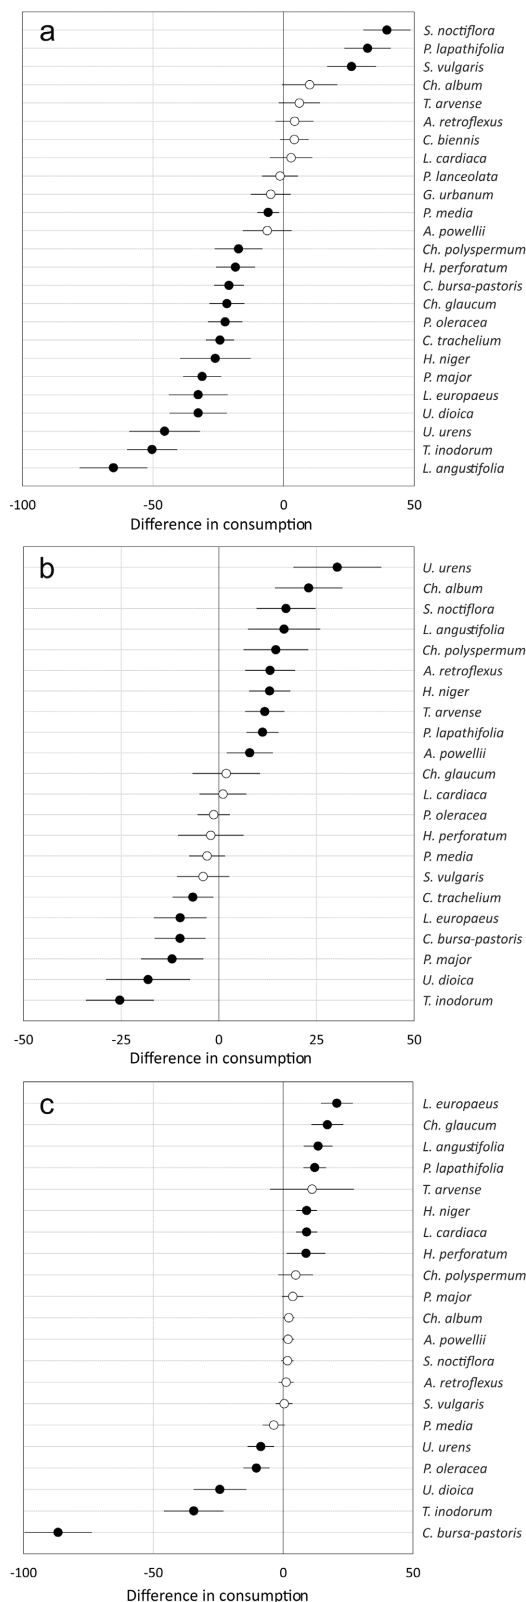 a
S. noctiflora
P. lapathifolia
S. vulgaris
Ch. album
T. arvense
A. retroflexus
C. biennis
L. cardiaca
P. lanceolata
G. urbanum
P. media
A. powellii
Ch. polyspermum
H. perforatum
C. bursa-pastoris
Ch. glaucum
P. oleracea
C. trachelium
H. niger
P. major
L. europaeus
U. dioica
U. urens
T. inodorum
L. angustifolia
-100 -50 0 50
Difference in consumption
b
U. urens
Ch. album
S. noctiflora
L. angustifolia
Ch. polyspermum
A. retroflexus
H. niger
T. arvense
P. lapathifolia
A. powellii
Ch. glaucum
L. cardiaca
P. oleracea
H. perforatum
P. media
S. vulgaris
C. trachelium
L. europaeus
C. bursa-pastoris
P. major
U. dioica
T. inodorum
-50 -25 0 25 50
Difference in consumption
c
L. europaeus
Ch. glaucum
L. angustifolia
P. lapathifolia
T. arvense
H. niger
L. cardiaca
H. perforatum
Ch. polyspermum
P. major
Ch. album
A. powellii
S. noctiflora
A. retroflexus
S. vulgaris
P. media
U. urens
P. oleracea
U. dioica
T. inodorum
C. bursa-pastoris
-100 -50 0 50
Difference in consumption